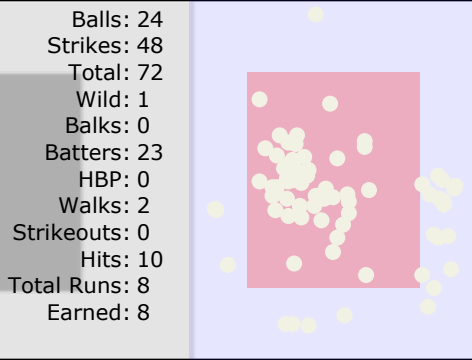 Balls: 24
Strikes: 48
Total: 72
Wild: 1
Balks: 0
Batters: 23
HBP: 0
Walks: 2
Strikeouts: 0
Hits: 10
Total Runs: 8
Earned: 8